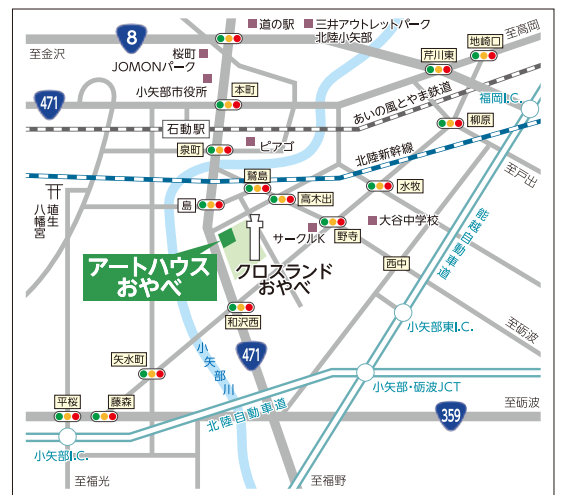 道の駅
三井アウトレットパーク
北陸小矢部
至高岡
地崎口
芹川東
8
至金沢
桜町
JOMONパーク
小矢部市役所
本町
471
あいの風とやま鉄道
福岡I.C.
石動駅
ピアゴ
泉町
柳原
北陸新幹線
至戸出
鷲島
水牧
高木出
島
埴生
八幡宮
大谷中学校
サークルK
野寺
能越自動車道
西中
アートハウス
おやべ
クロスランド
おやべ
和沢西
小矢部東I.C.
至砺波
矢水町
小矢部川
471
小矢部・砺波JCT
平桜
藤森
北陸自動車道
359
至砺波
小矢部I.C.
至福光
至福野